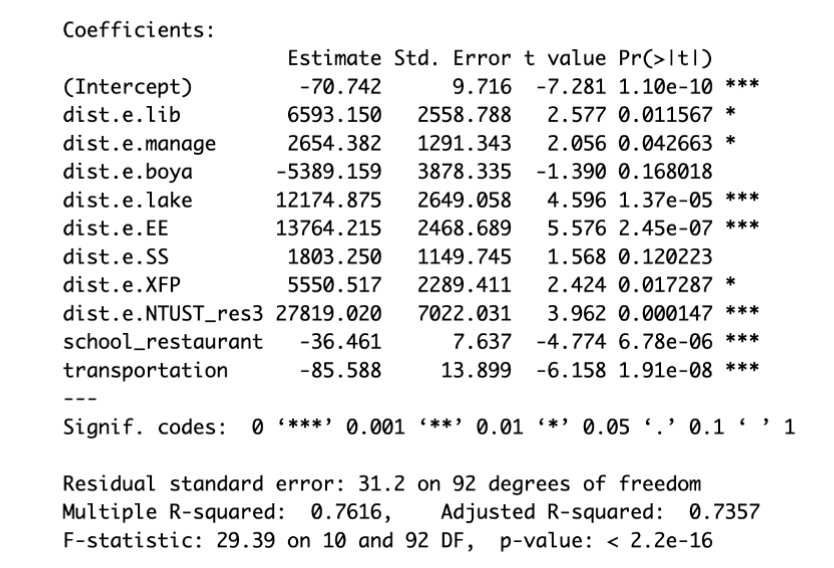 Coefficients:
Estimate Std. Error t value Pr(>|t|)
(Intercept) -70.742 9.716 -7.281 1.10e-10 ***
dist.e.lib 6593.150 2558.788 2.577 0.011567 *
dist.e.manage 2654.382 1291.343 2.056 0.042663 *
dist.e.boya -5389.159 3878.335 -1.390 0.168018
dist.e.lake 12174.875 2649.058 4.596 1.37e-05 ***
dist.e.EE 13764.215 2468.689 5.576 2.45e-07 ***
dist.e.SS 1803.250 1149.745 1.568 0.120223
dist.e.XFP 5550.517 2289.411 2.424 0.017287 *
dist.e.NTUST_res3 27819.020 7022.031 3.962 0.000147 ***
school_restaurant -36.461 7.637 -4.774 6.78e-06 ***
transportation -85.588 13.899 -6.158 1.91e-08 ***
---
Signif. codes: 0 ‘***’ 0.001 ‘**’ 0.01 ‘*’ 0.05 ‘.’ 0.1 ‘ ’ 1
Residual standard error: 31.2 on 92 degrees of freedom
Multiple R-squared: 0.7616, Adjusted R-squared: 0.7357
F-statistic: 29.39 on 10 and 92 DF, p-value: < 2.2e-16